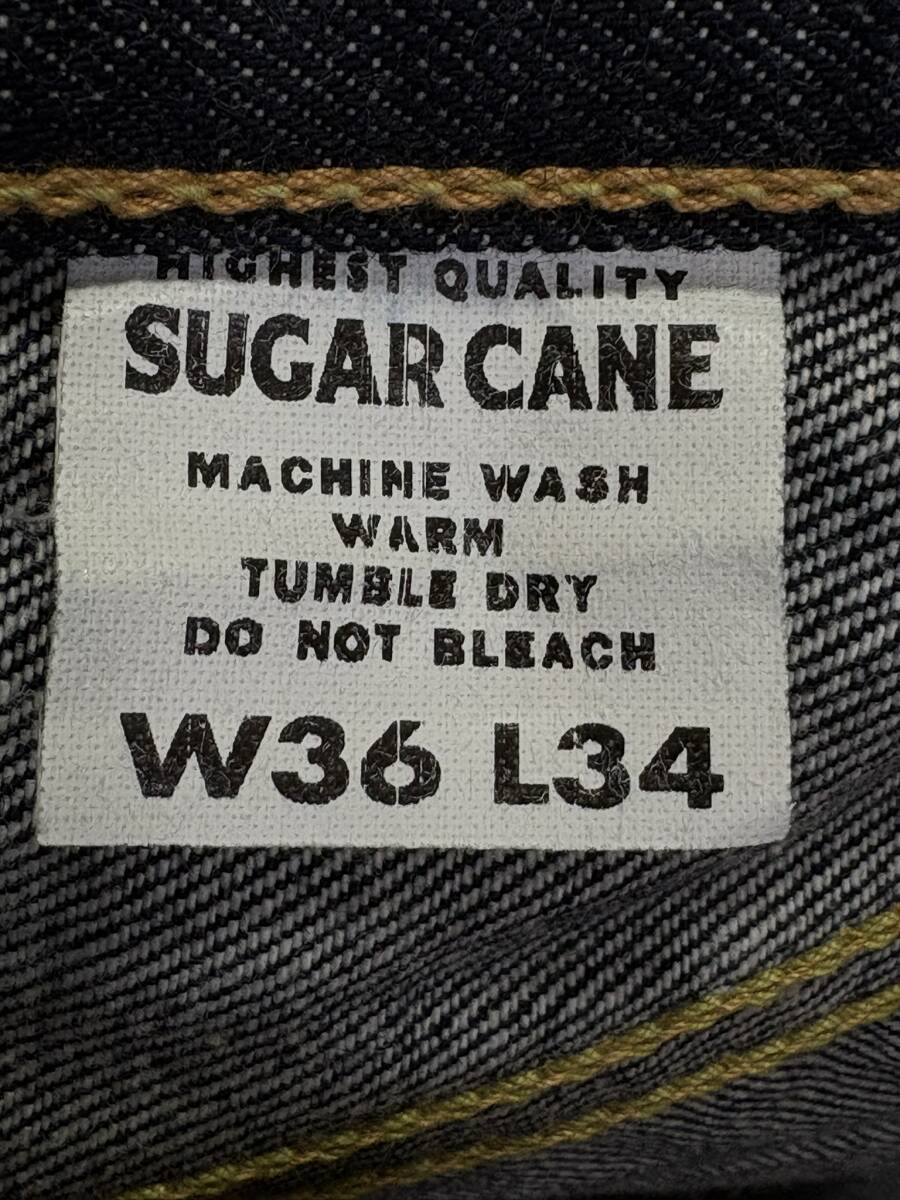 HIGHEST QUALITY
SUGAR CANE
MACHINE WASH
WARM
TUMBLE DRY
DO NOT BLEACH
W36 L34